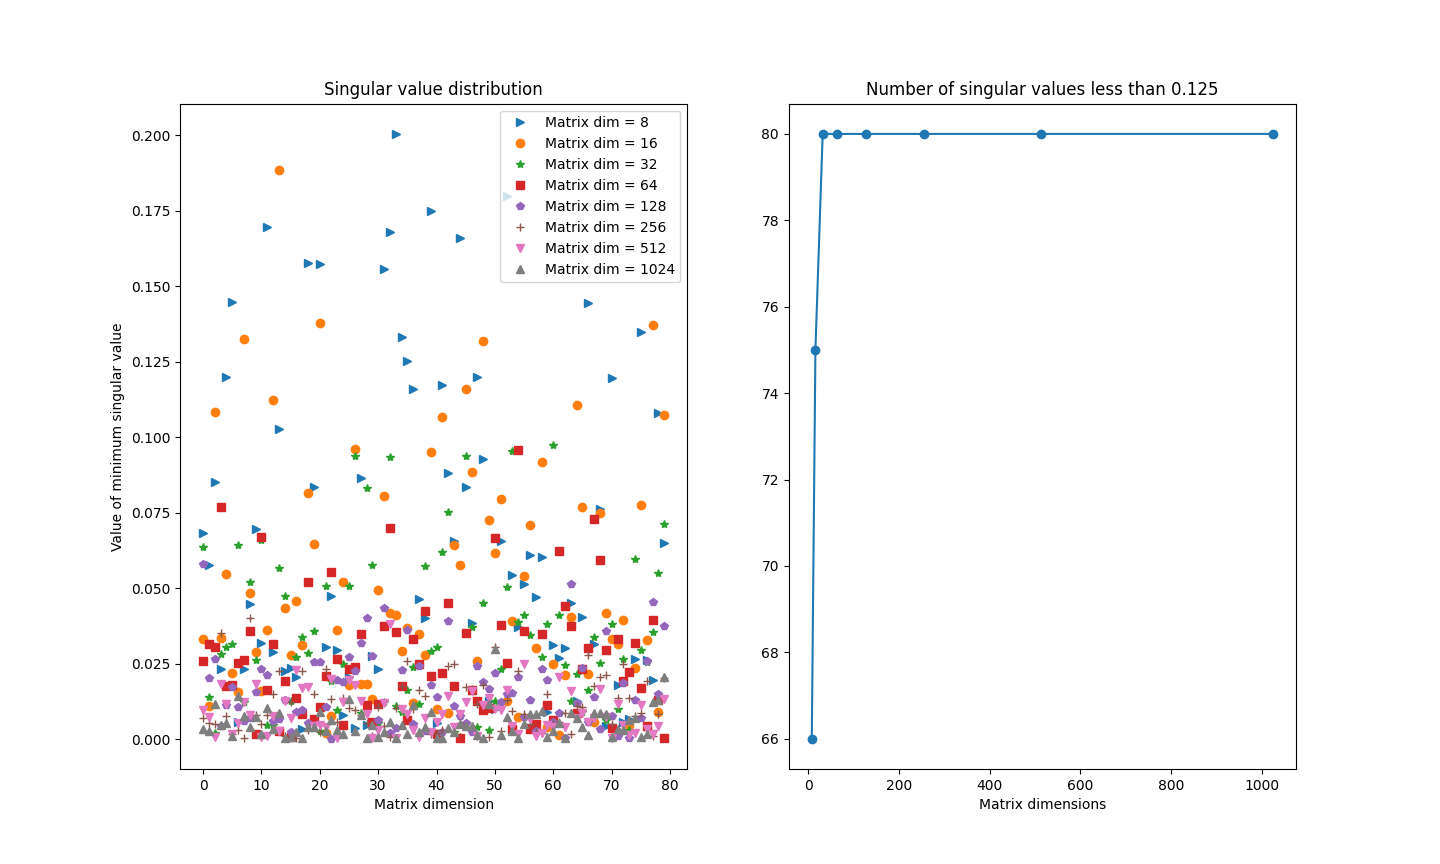 Singular value distribution
Value of minimum singular value
0.200
0.175
0.150
0.125
0.100
0.075
0.050
0.025
0.000
Matrix dim = 8
Matrix dim = 16
Matrix dim = 32
Matrix dim = 64
Matrix dim = 128
Matrix dim = 256
Matrix dim = 512
Matrix dim = 1024
0 10 20 30 40 50 60 70 80
Matrix dimension
Number of singular values less than 0.125
80
78
76
74
72
70
68
66
0 200 400 600 800 1000
Matrix dimensions